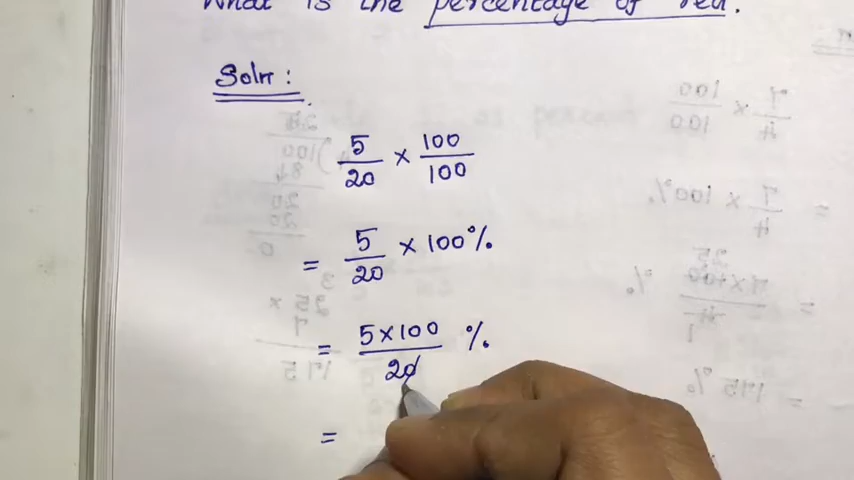 What is the percentage of red.
Soln :
5/20 × 100/100
= 5/20 × 100%.
= 5×100/20 %.
=